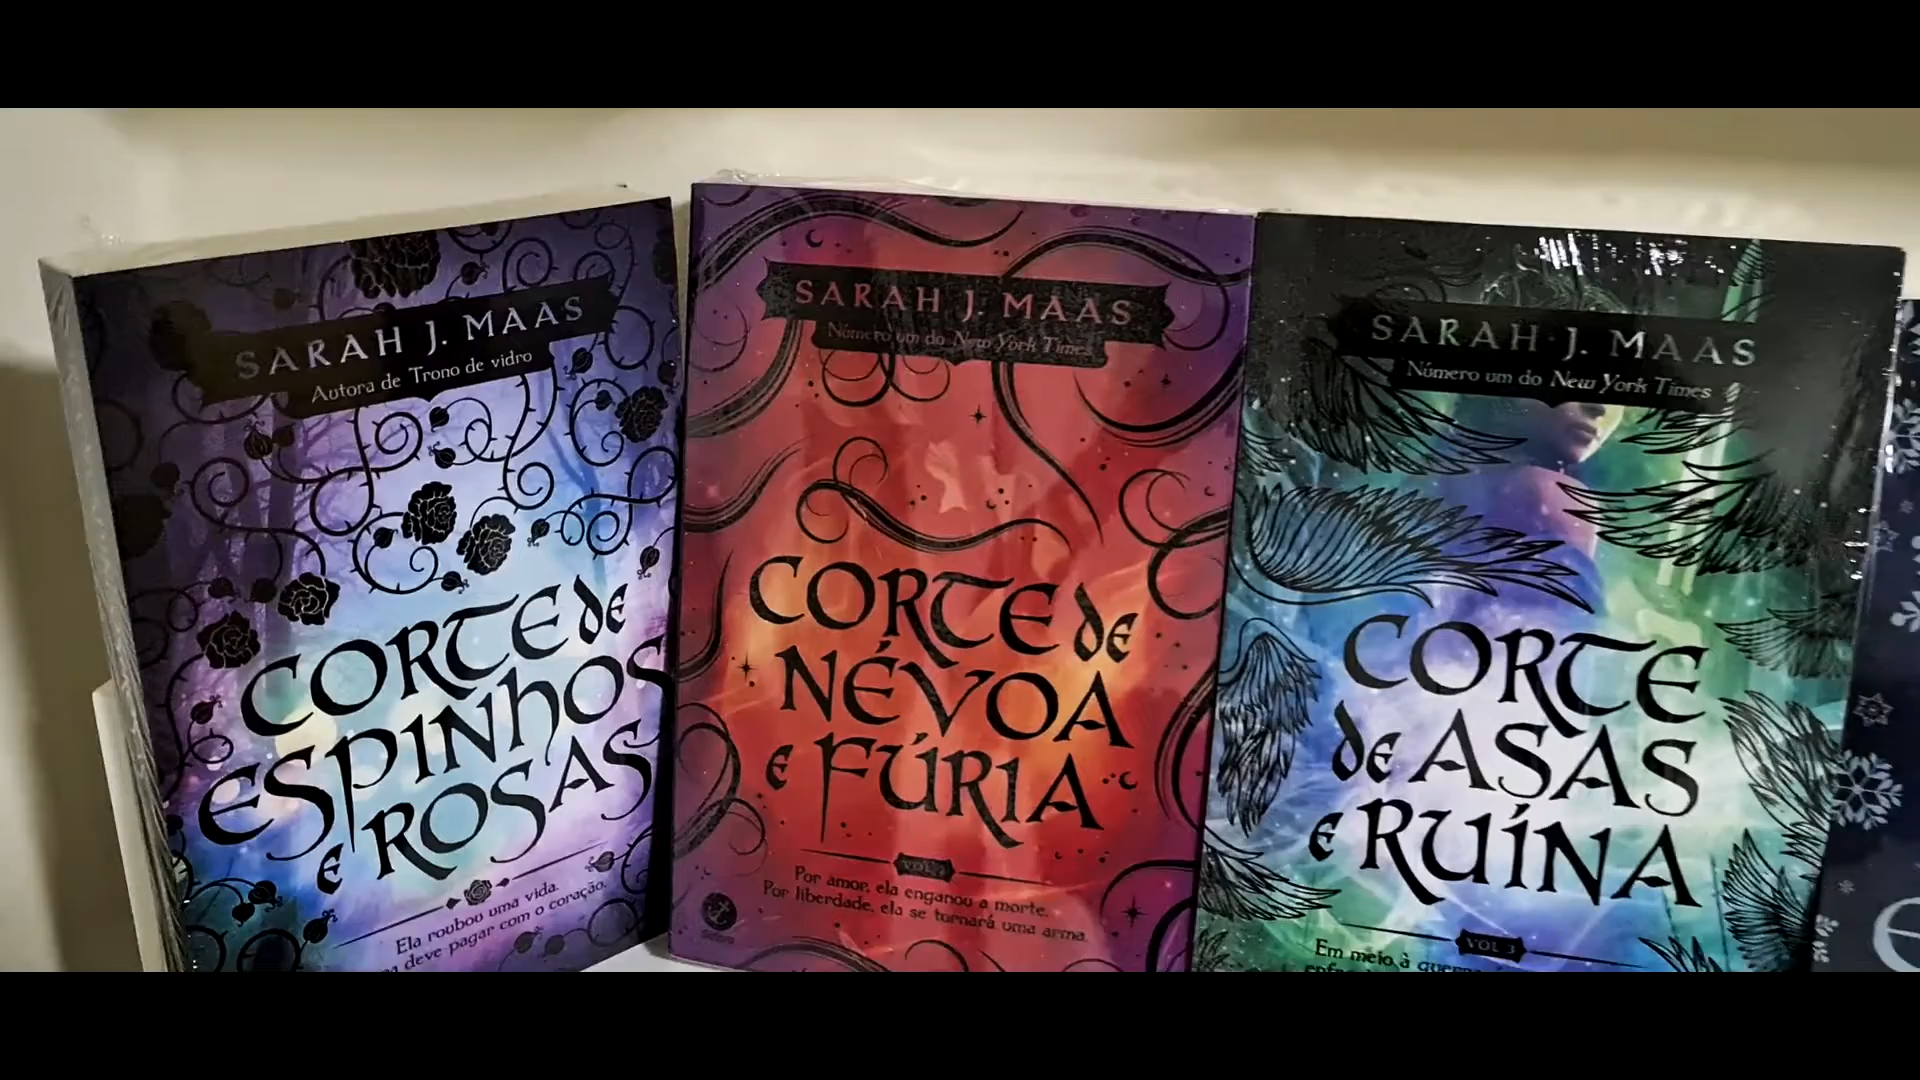 SARAH J. MAAS
Autora de Trono de vidro
CORTE DE
ESPINHOS
E ROSAS
Ela roubou uma vida.
deve pagar com o coração.
SARAH J. MAAS
Número um do New York Times
CORTE DE
NÉVOA
E FÚRIA
VOL 2
Por amor, ela enganou a morte.
Por liberdade, ela se tornará uma arma.
Galera
SARAH J. MAAS
Número um do New York Times
CORTE
DE ASAS
E RUÍNA
VOL 3
Em meio à